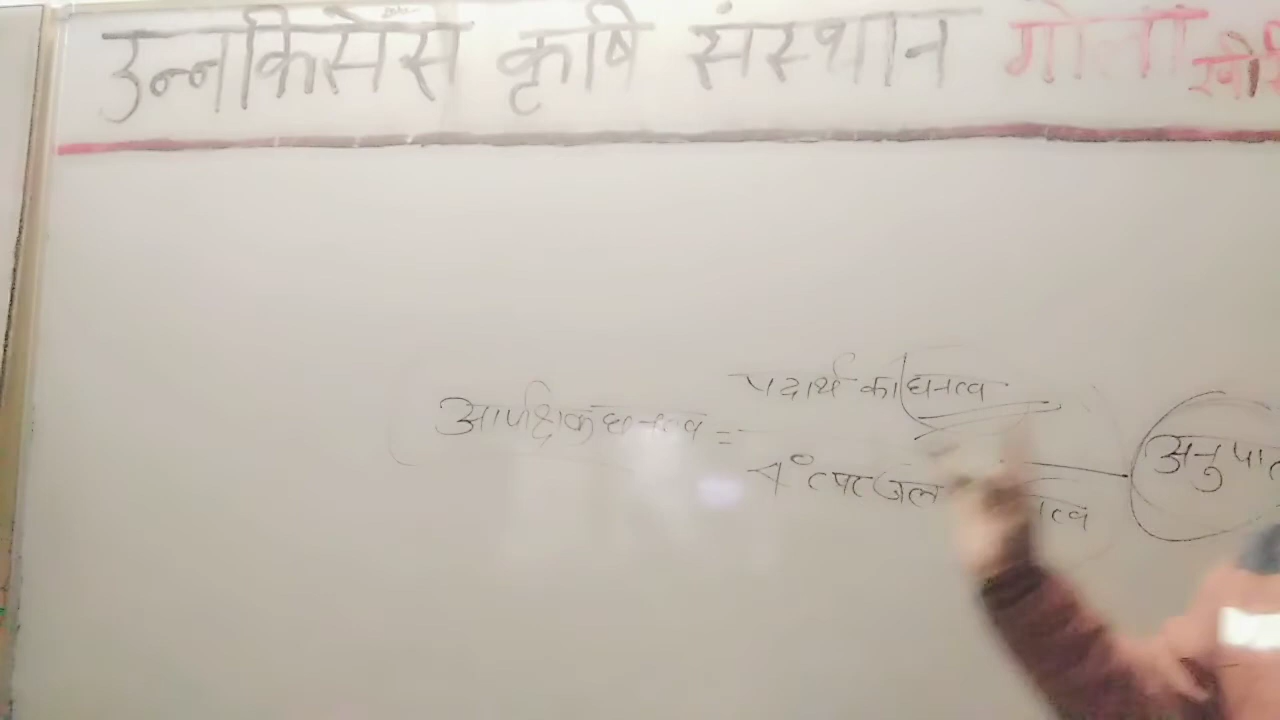 उन्नकिसेस कृषि संस्थान गोला
पदार्थ का घनत्व
आपेक्षिक घनत्व =
4°C पर जल
अनुपात